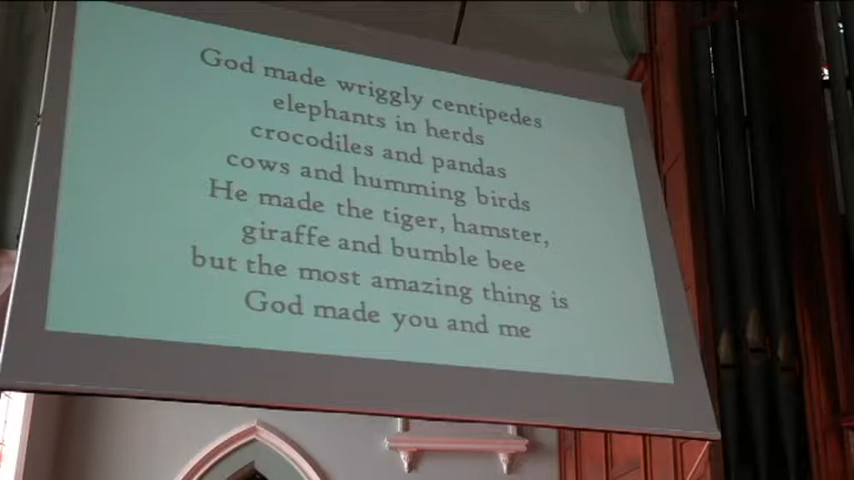 God made wriggly centipedes
elephants in herds
crocodiles and pandas
cows and humming birds
He made the tiger, hamster,
giraffe and bumble bee
but the most amazing thing is
God made you and me